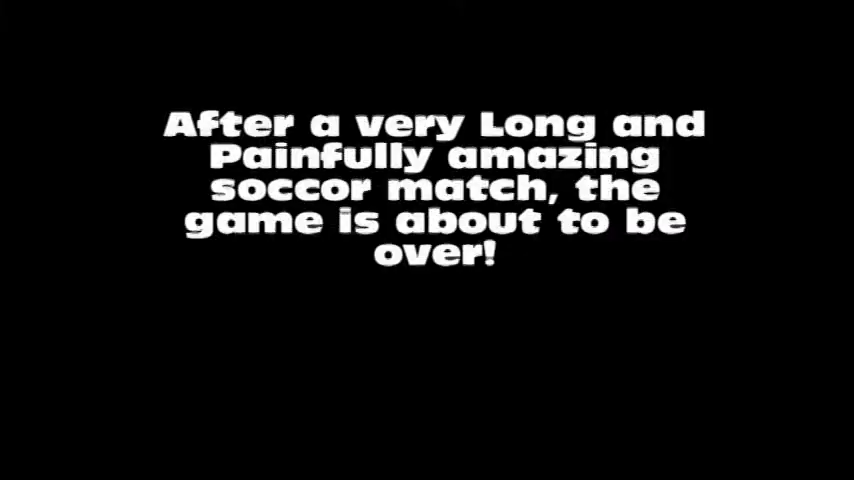 After a very Long and
Painfully amazing
soccor match, the
game is about to be
over!